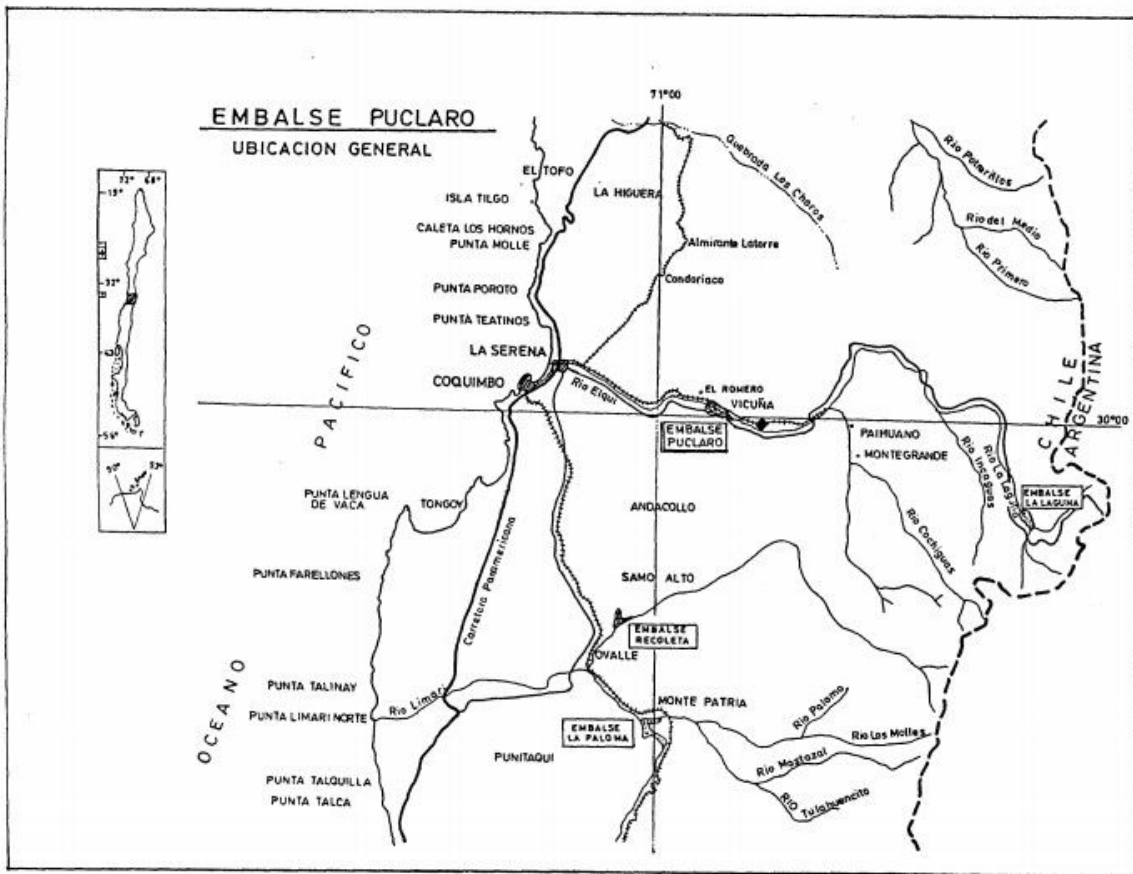 EMBALSE PUCLARO
UBICACION GENERAL
71°00
72° 68°
EL TOFO
ISLA TILGO
LA HIGUERA
Quebrada Los Choros
CALETA LOS HORNOS
PUNTA MOLLE
Almirante Latorre
Condoriaco
PUNTA POROTO
PUNTA TEATINOS
LA SERENA
COQUIMBO
Rio Elqui
EL ROMERO
VICUÑA
EMBALSE
PUCLARO
30°00
PAIHUANO
MONTEGRANDE
Rio del Medio
Rio Primero
CHILE
ARGENTINA
Rio Incaguas
Rio La Laguna
EMBALSE
LA LAGUNA
Rio Cochiguas
OCEANO
PACIFICO
PUNTA LENGUA
DE VACA
TONGOY
ANDACOLLO
PUNTA FARELLONES
SAMO ALTO
Carretera Panamericana
EMBALSE
RECOLETA
OVALLE
PUNTA TALINAY
Rio Limari
PUNTA LIMARI NORTE
MONTE PATRIA
EMBALSE
LA PALOMA
Rio Palomo
Rio Los Molles
Rio Mostazal
RIO Tulahuencito
PUNITAQUI
PUNTA TALQUILLA
PUNTA TALCA
56°
90° 53°